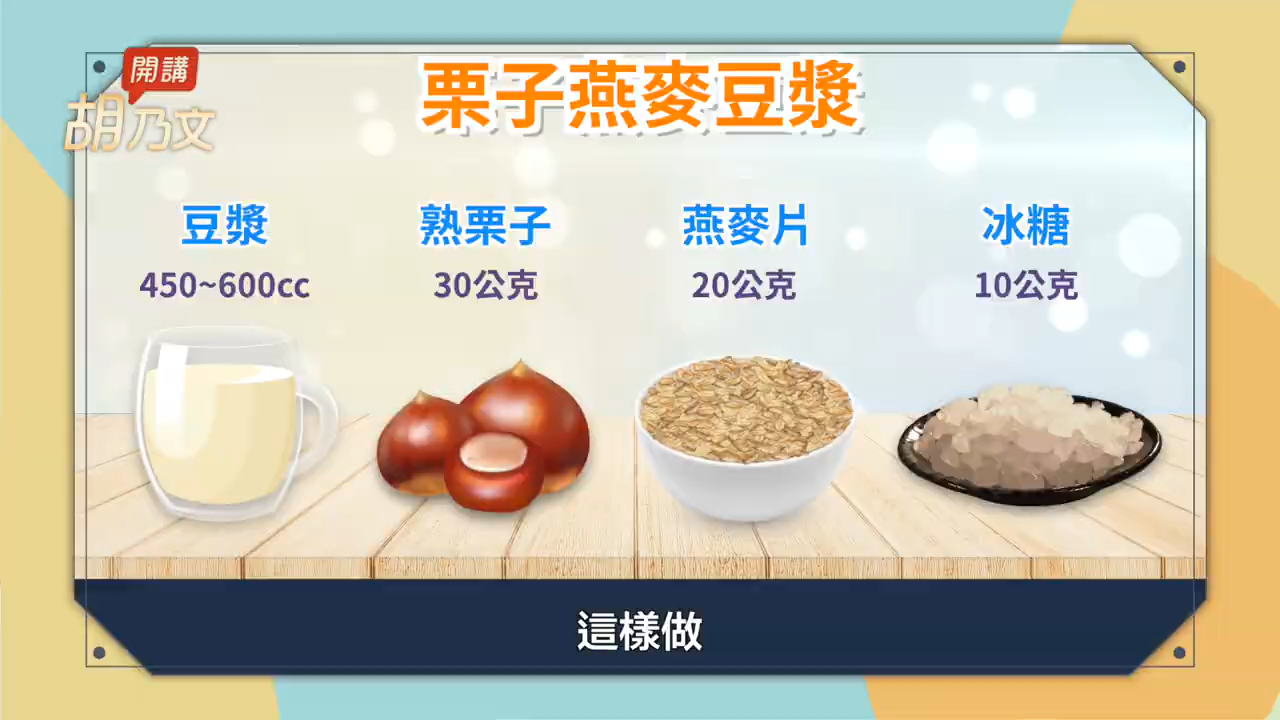 開講
胡乃文
栗子燕麥豆漿
豆漿
熟栗子
燕麥片
冰糖
450~600cc
30公克
20公克
10公克
這樣做